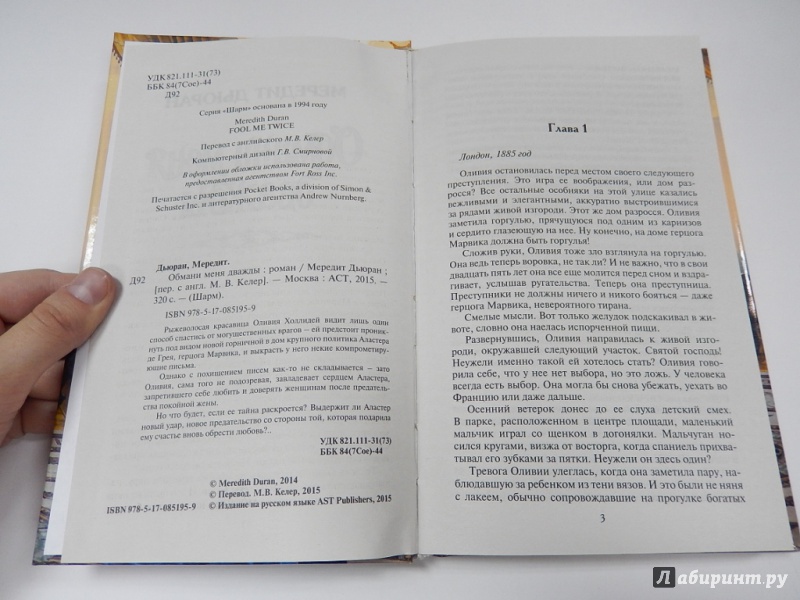 УДК 821.111-31(73)
ББК 84(7Сое)-44
Д92
Серия «Шарм» основана в 1994 году
Meredith Duran
FOOL ME TWICE
Перевод с английского М.В. Келер
Компьютерный дизайн Г.В. Смирновой
В оформлении обложки использована работа,
предоставленная агентством Fort Ross Inc.
Печатается с разрешения Pocket Books, a division of Simon &
Schuster Inc. и литературного агентства Andrew Nurnberg.
Дьюран, Мередит.
Д92 Обмани меня дважды : роман / Мередит Дьюран ;
[пер. с англ. М. В. Келер]. — Москва : АСТ, 2015. —
320 с. — (Шарм).
ISBN 978-5-17-085195-9
Рыжеволосая красавица Оливия Холлидей видит лишь один
способ спастись от могущественных врагов — ей предстоит проник-
нуть под видом новой горничной в дом крупного политика Аластера
де Грея, герцога Марвика, и выкрасть у него некие компрометиру-
ющие письма.
Однако с похищением писем как-то не складывается — зато
Оливия, сама того не подозревая, завладевает сердцем Аластера,
запретившего себе любить и доверять женщинам после предатель-
ства покойной жены.
Но что будет, если ее тайна раскроется? Выдержит ли Аластер
новый удар, новое предательство со стороны той, которая подарила
ему счастье вновь обрести любовь?..
УДК 821.111-31(73)
ББК 84(7Сое)-44
© Meredith Duran, 2014
© Перевод. М.В. Келер, 2015
ISBN 978-5-17-085195-9 © Издание на русском языке AST Publishers, 2015
Глава 1
Лондон, 1885 год
Оливия остановилась перед местом своего следующего
преступления. Это игра ее воображения, или дом разрос-
ся? Все остальные особняки на этой улице казались
вежливыми и элегантными, аккуратно выстроившимися
за рядами живой изгороди. Этот же дом разросся. Оливия
заметила горгулью, прячущуюся под одним из карнизов
и сердито глазеющую на нее. Ну конечно, на доме герцога
Марвика должна быть горгулья!
Сложив руки, Оливия тоже зло взглянула на горгулью.
Она ведь теперь воровка, не так ли? И не важно, что в свои
двадцать пять лет она все еще молится перед сном и вздра-
гивает, услышав ругательства. Теперь она преступница.
Преступники не должны ничего и никого бояться — даже
герцога Марвика, невероятного тирана.
Смелые мысли. Вот только желудок подскакивал в жи-
воте, словно она наелась испорченной пищи.
Развернувшись, Оливия направилась к живой изго-
роди, окружавшей следующий участок. Святой господь!
Неужели именно такой ей хотелось стать? Оливия гово-
рила себе, что у нее нет выбора, но это ложь. У человека
всегда есть выбор. Она могла бы снова убежать, уехать во
Францию или даже дальше.
Осенний ветерок донес до ее слуха детский смех.
В парке, расположенном в центре площади, маленький
мальчик играл со щенком в догонялки. Мальчуган но-
сился кругами, визжа от восторга, когда спаниель прихва-
тывал его зубками за пятки. Неужели он здесь один?
Тревога Оливии улеглась, когда она заметила пару, на-
блюдавшую за ребенком из тени вязов. И это были не няня
с лакеем, обычно сопровождавшие на прогулке богатых
3
Лабиринт.ру